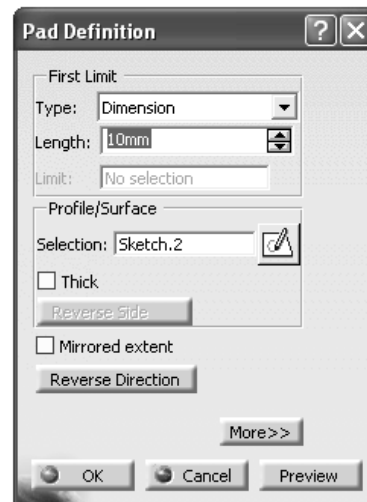 Pad Definition ? X
First Limit
Type: Dimension
Length: 10mm
Limit: No selection
Profile/Surface
Selection: Sketch.2
Thick
Reverse Side
Mirrored extent
Reverse Direction
More>>
OK Cancel Preview